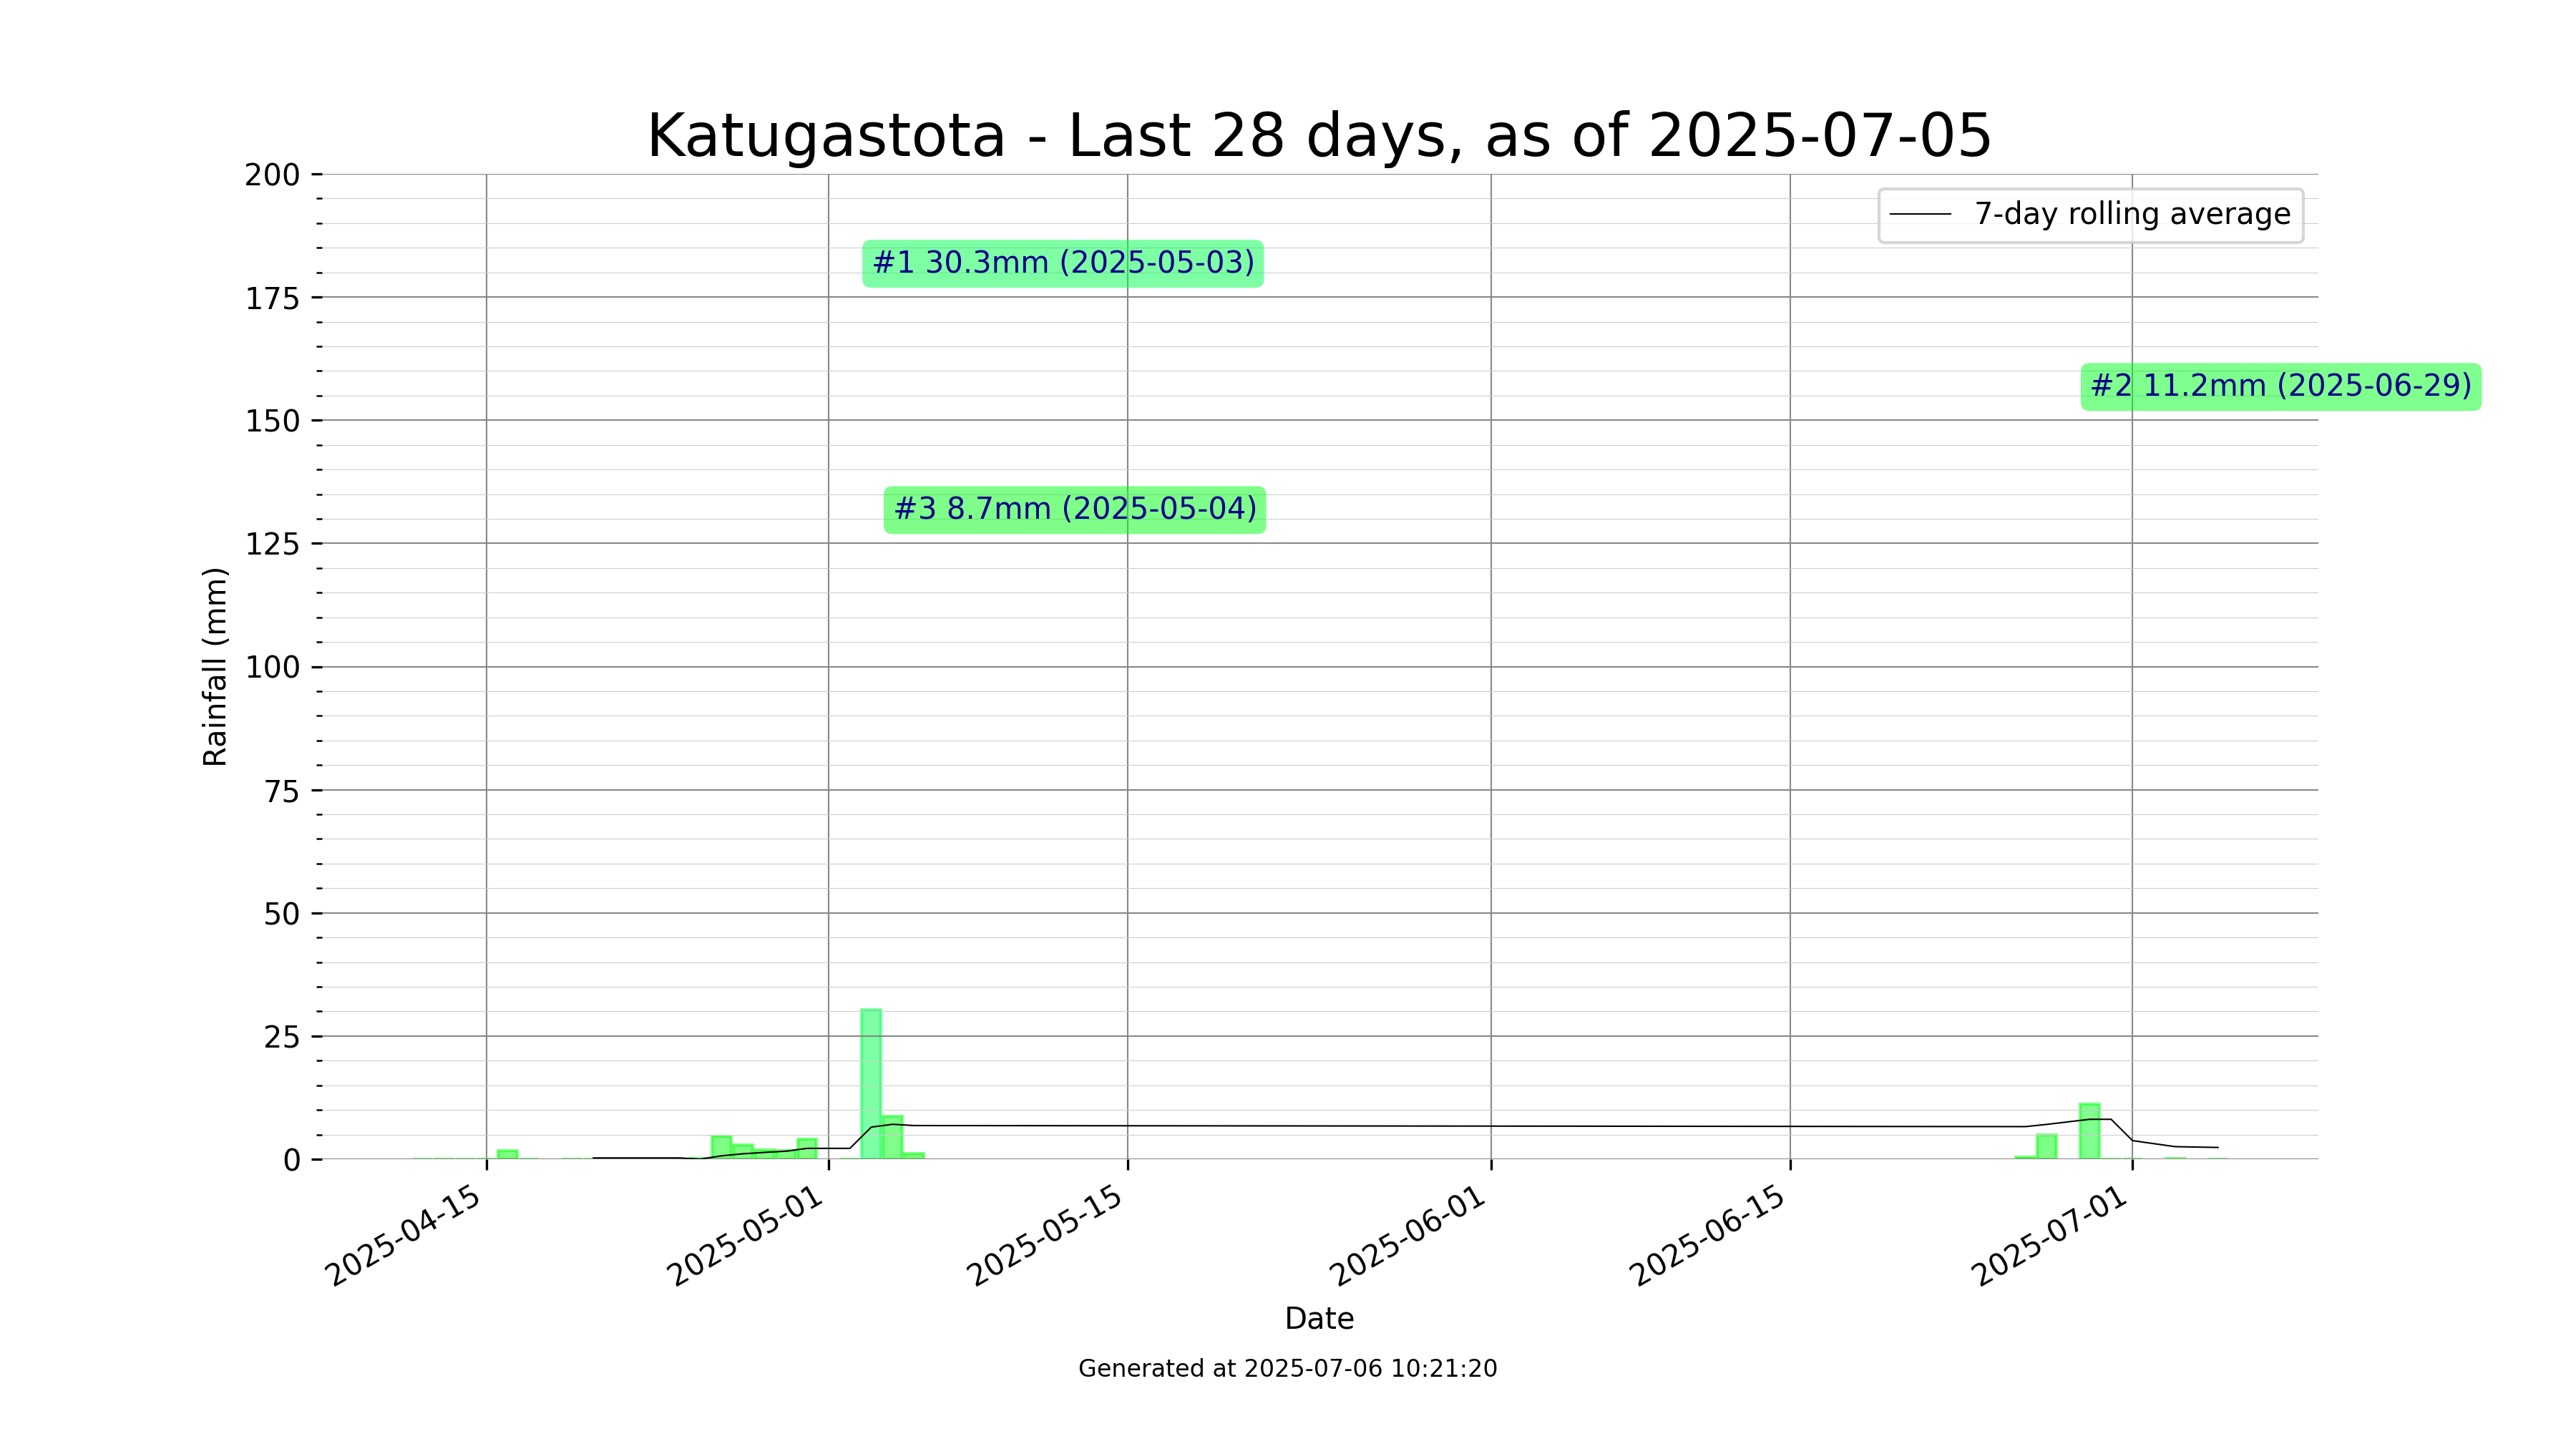 Katugastota - Last 28 days, as of 2025-07-05
200
175
150
125
100
75
50
25
0
Rainfall (mm)
7-day rolling average
#1 30.3mm (2025-05-03)
#2 11.2mm (2025-06-29)
#3 8.7mm (2025-05-04)
2025-04-15
2025-05-01
2025-05-15
2025-06-01
2025-06-15
2025-07-01
Date
Generated at 2025-07-06 10:21:20